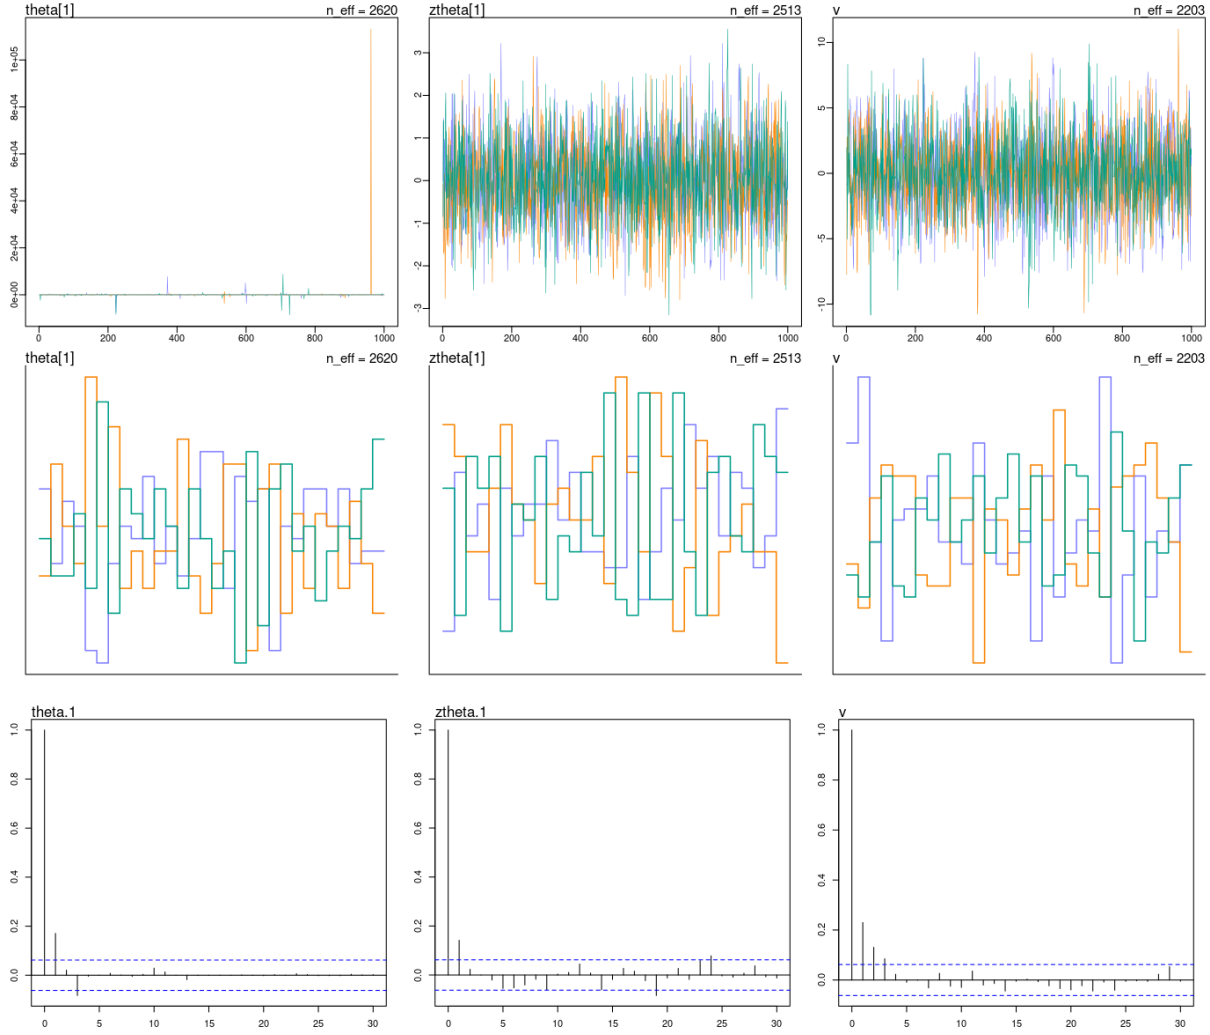 theta[1] n_eff = 2620 ztheta[1] n_eff = 2513 v n_eff = 2203
1e+05
8e+04
6e+04
4e+04
2e+04
0e+00
0 200 400 600 800 1000
3
2
1
0
-1
-2
-3
0 200 400 600 800 1000
10
5
0
-5
-10
0 200 400 600 800 1000
theta[1] n_eff = 2620 ztheta[1] n_eff = 2513 v n_eff = 2203
theta.1
1.0
0.8
0.6
0.4
0.2
0.0
0 5 10 15 20 25 30
ztheta.1
1.0
0.8
0.6
0.4
0.2
0.0
0 5 10 15 20 25 30
v
1.0
0.8
0.6
0.4
0.2
0.0
0 5 10 15 20 25 30